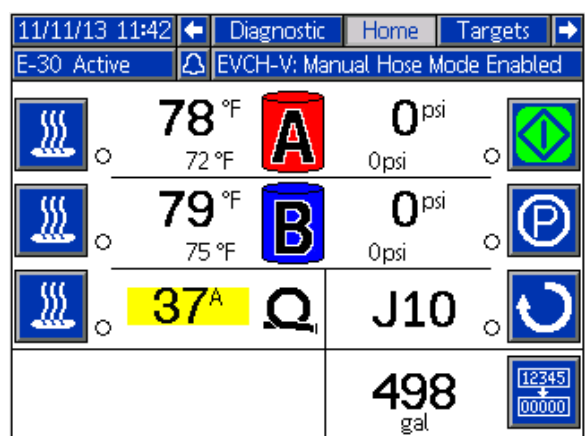 11/11/13 11:42 Diagnostic Home Targets
E-30 Active EVCH-V: Manual Hose Mode Enabled
78 °F A 0 psi
72 °F 0psi
79 °F B 0 psi
75 °F 0psi
37 A J10
498
gal
12345
00000
P